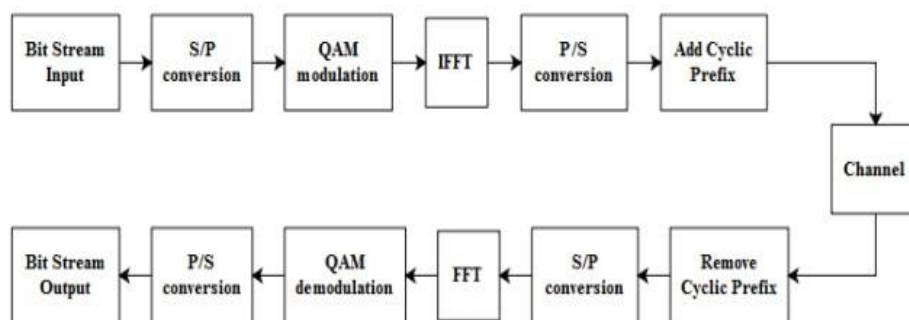 Bit Stream
Input
S/P
conversion
QAM
modulation
IFFT
P/S
conversion
Add Cyclic
Prefix
Channel
Bit Stream
Output
P/S
conversion
QAM
demodulation
FFT
S/P
conversion
Remove
Cyclic Prefix